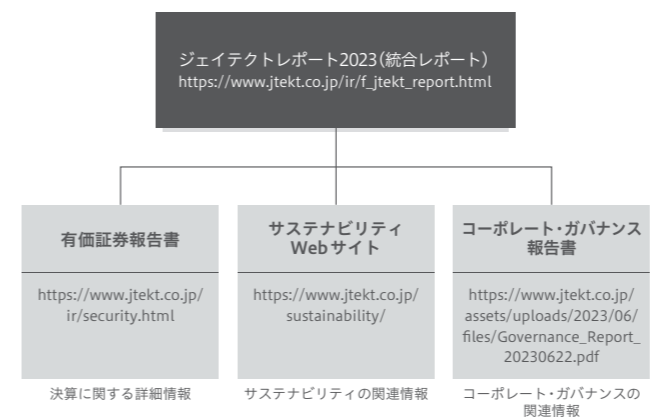 ジェイテクトレポート2023(統合レポート)
https://www.jtekt.co.jp/ir/f_jtekt_report.html
有価証券報告書
https://www.jtekt.co.jp/
ir/security.html
決算に関する詳細情報
サステナビリティ
Webサイト
https://www.jtekt.co.jp/
sustainability/
サステナビリティの関連情報
コーポレート・ガバナンス
報告書
https://www.jtekt.co.jp/
assets/uploads/2023/06/
files/Governance_Report_
20230622.pdf
コーポレート・ガバナンスの
関連情報